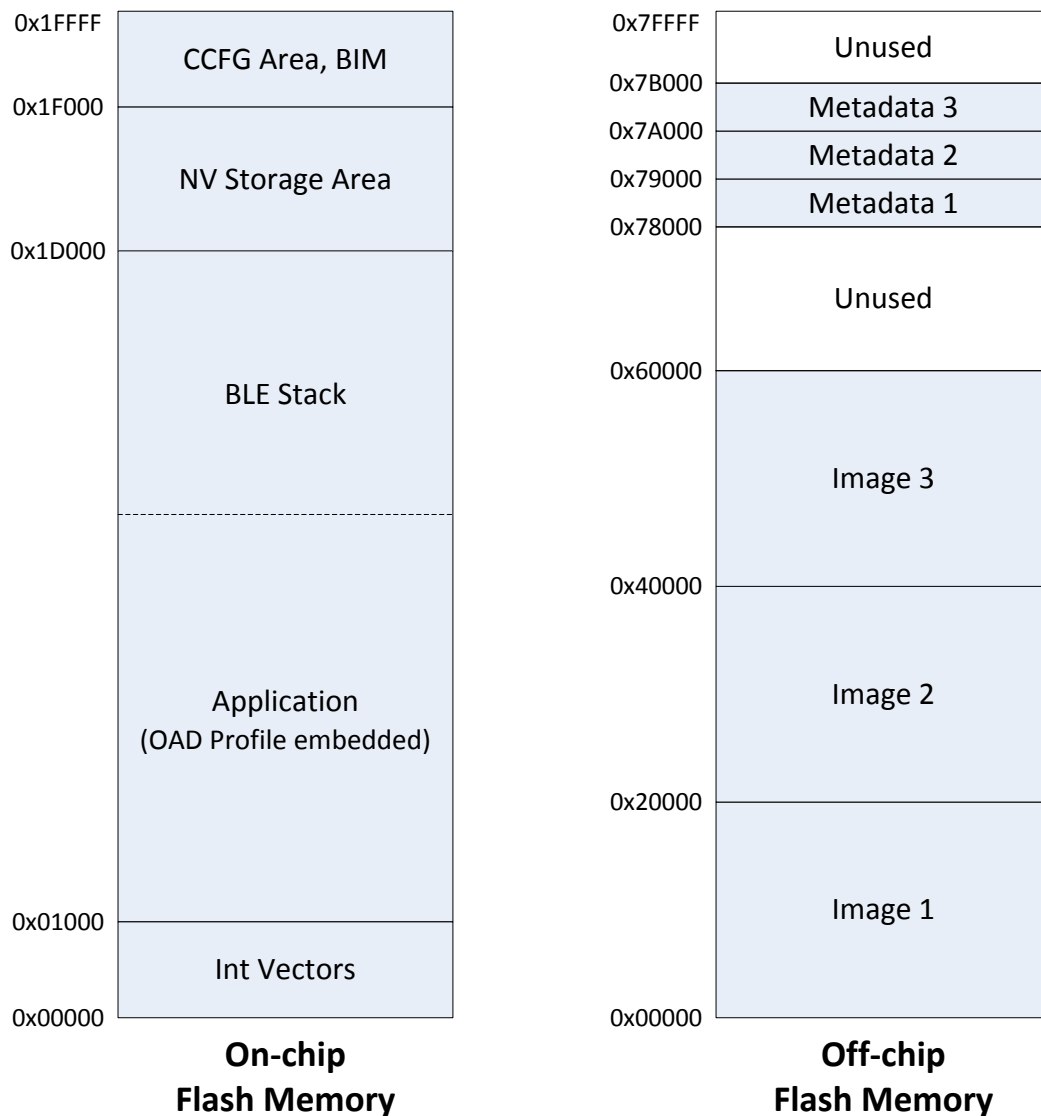 0x1FFFF
CCFG Area, BIM
0x1F000
NV Storage Area
0x1D000
BLE Stack
Application
(OAD Profile embedded)
0x01000
Int Vectors
0x00000
On-chip
Flash Memory
0x7FFFF
Unused
0x7B000
Metadada 3
0x7A000
Metadata 2
0x79000
Metadata 1
0x78000
Unused
0x60000
Image 3
0x40000
Image 2
0x20000
Image 1
0x00000
Off-chip
Flash Memory